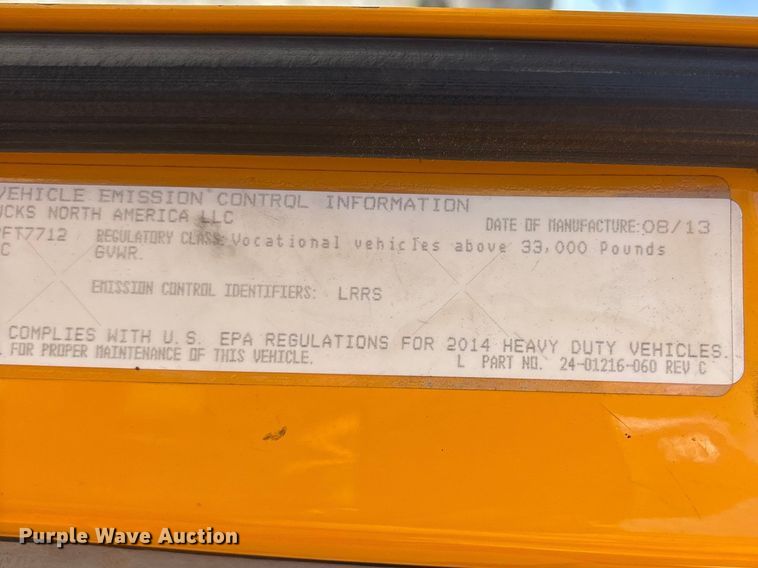 VEHICLE EMISSION CONTROL INFORMATION
UCKS NORTH AMERICA LLC
DATE OF MANUFACTURE: 08/13
FT7712 REGULATORY CLASS: Vocational vehicles above 33,000 Pounds
C GVWR.
EMISSION CONTROL IDENTIFIERS: LRRS
COMPLIES WITH U.S. EPA REGULATIONS FOR 2014 HEAVY DUTY VEHICLES.
FOR PROPER MAINTENANCE OF THIS VEHICLE.
L PART NO. 24-01216-060 REV C
Purple Wave Auction